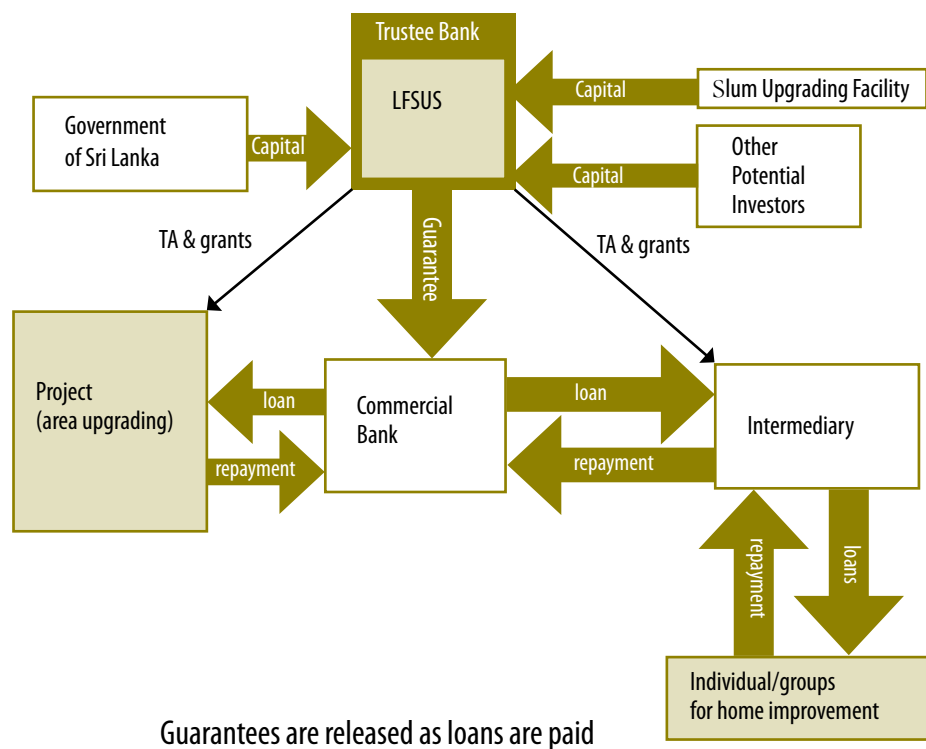 Trustee Bank
LFSUS
Capital
Slum Upgrading Facility
Government
of Sri Lanka
Capital
Capital
Other
Potential
Investors
TA & grants
Guarantee
TA & grants
Project
(area upgrading)
loan
repayment
Commercial
Bank
loan
repayment
Intermediary
repayment
loans
Individual/groups
for home improvement
Guarantees are released as loans are paid